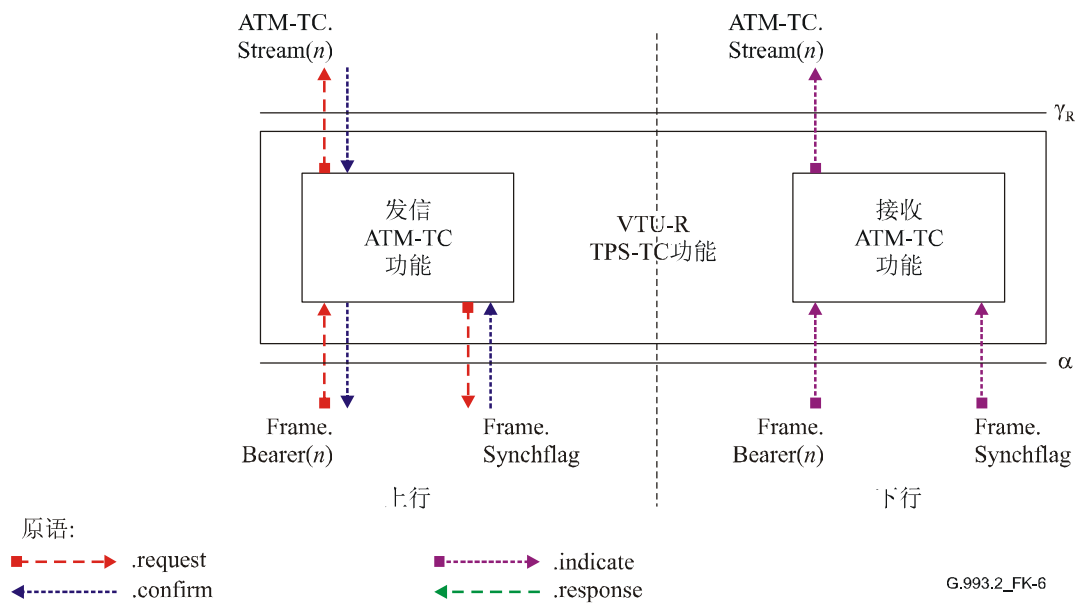 ATM-TC.
Stream(n)
ATM-TC.
Stream(n)
γR
发信
ATM-TC
功能
VTU-R
TPS-TC功能
接收
ATM-TC
功能
α
Frame.
Bearer(n)
Frame.
Synchflag
Frame.
Bearer(n)
Frame.
Synchflag
上行
下行
原语:
.request
.indicate
.confirm
.response
G.993.2_FK-6